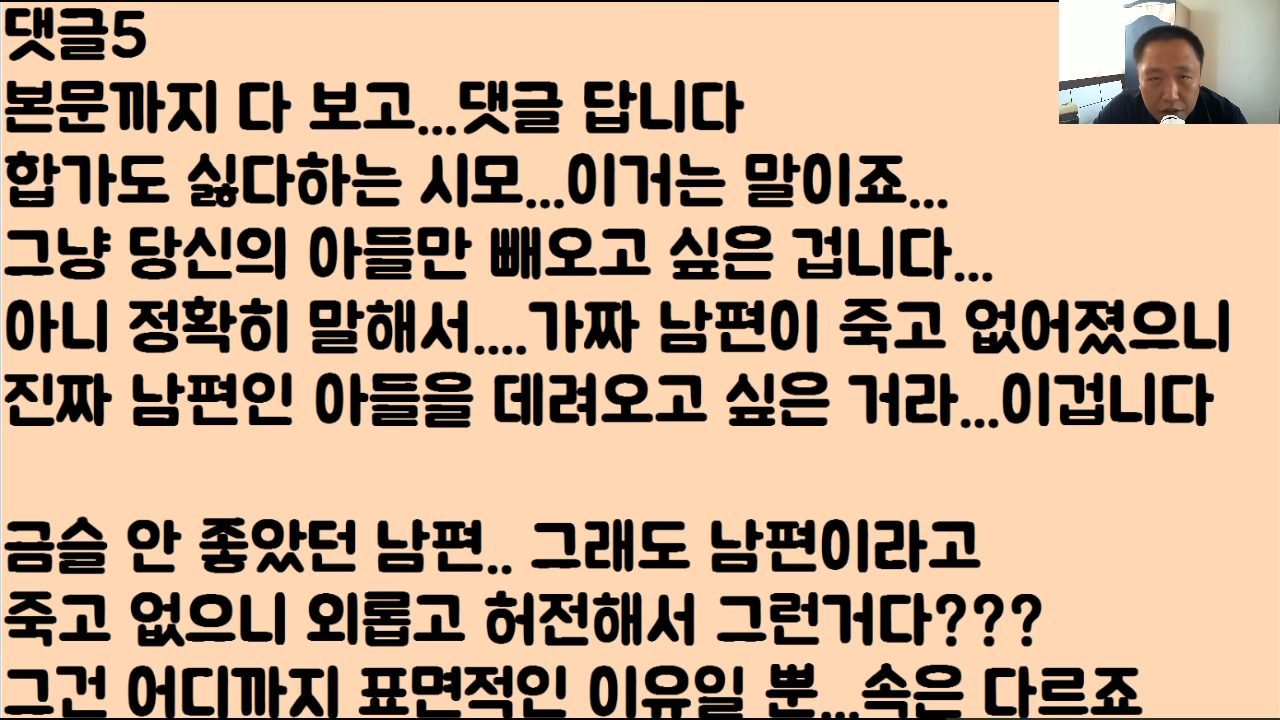 댓글5
본문까지 다 보고...댓글 답니다
합가도 싫다하는 시모...이거는 말이죠...
그냥 당신의 아들만 빼오고 싶은 겁니다...
아니 정확히 말해서....가짜 남편이 죽고 없어졌으니
진짜 남편인 아들을 데려오고 싶은 거라...이겁니다
금슬 안 좋았던 남편.. 그래도 남편이라고
죽고 없으니 외롭고 허전해서 그런거다???
그건 어디까지 표면적인 이유일 뿐...속은 다르죠